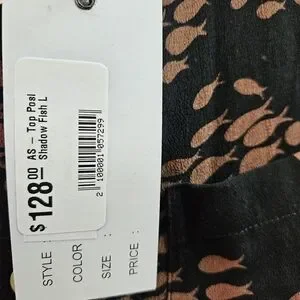 $128.00 AS - Top Posi
Shadow Fish L
2 100001 057299
STYLE :
COLOR
SIZE :
PRICE :